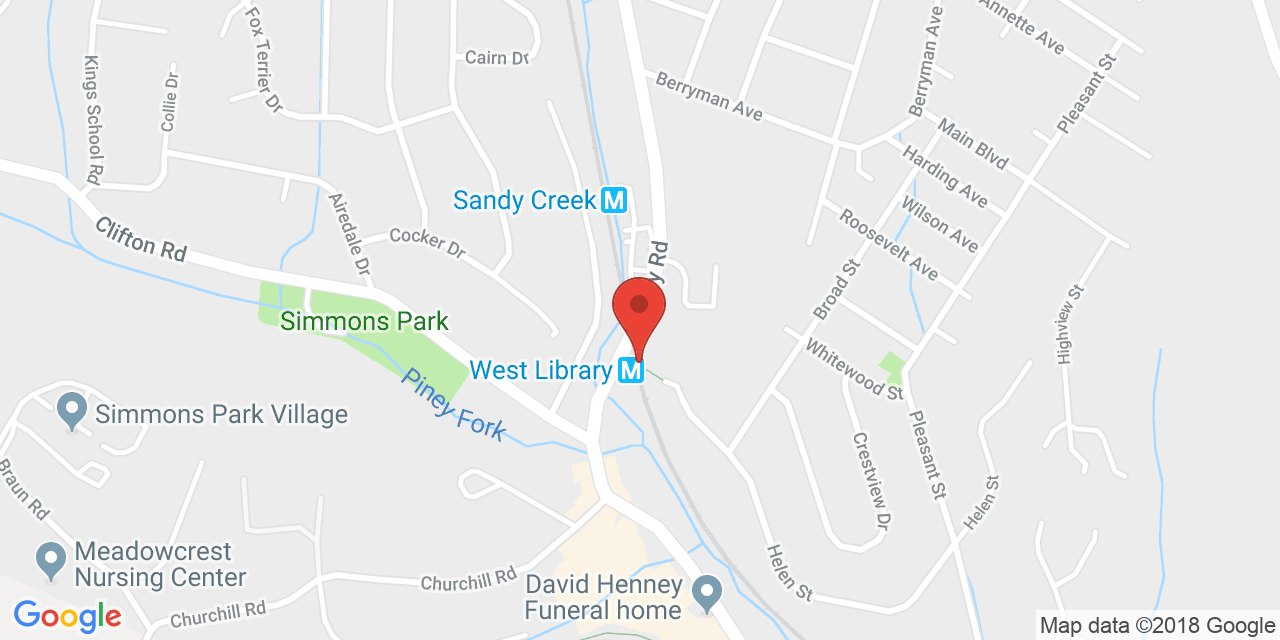 Fox Terrier Dr
Cairn Dr
Annette Ave
Berryman Ave
Pleasant St
Kings School Rd
Collie Dr
Berryman Ave
Main Blvd
Harding Ave
Sandy Creek M
Airedale Dr
Clifton Rd
Cocker Dr
Wilson Ave
Roosevelt Ave
Broad St
Highview St
Simmons Park
West Library M
Whitewood St
Piney Fork
Simmons Park Village
Pleasant St
Crestview Dr
Helen St
Braun Rd
Meadowcrest
Nursing Center
Churchill Rd
Helen St
David Henney
Funeral home
Churchill Rd
Google
Map data ©2018 Google